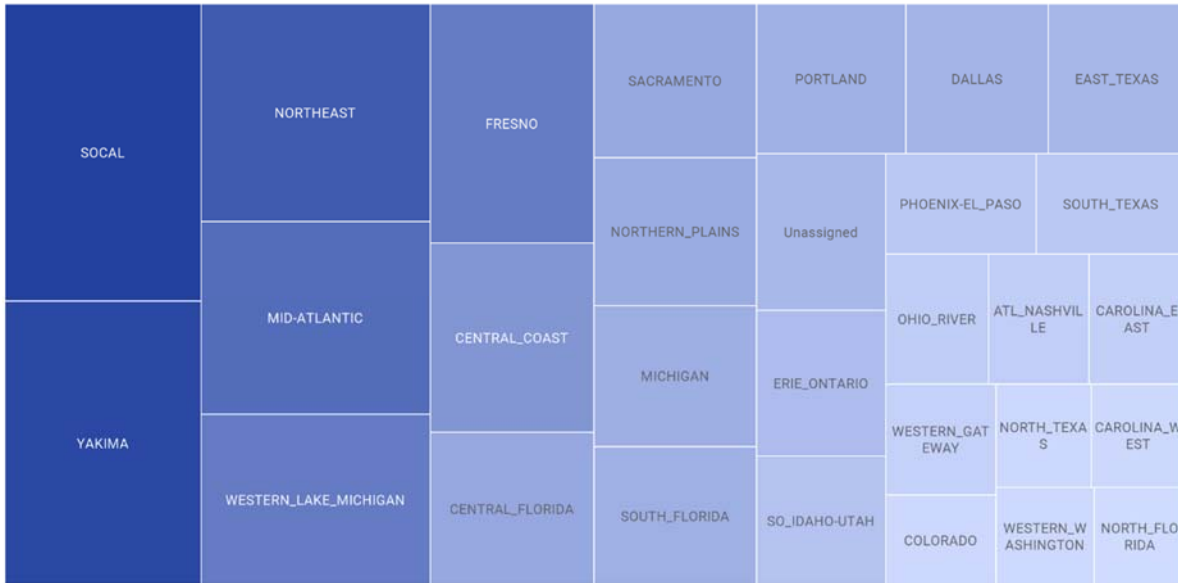 SOCAL
YAKIMA
NORTHEAST
MID-ATLANTIC
WESTERN_LAKE_MICHIGAN
FRESNO
CENTRAL_COAST
CENTRAL_FLORIDA
SACRAMENTO
NORTHERN_PLAINS
MICHIGAN
SOUTH_FLORIDA
PORTLAND
DALLAS
EAST_TEXAS
Unassigned
ERIE_ONTARIO
SO_IDAHO-UTAH
PHOENIX-EL_PASO
SOUTH_TEXAS
OHIO_RIVER
ATL_NASHVIL
LE
CAROLINA_E
AST
WESTERN_GAT
EWAY
NORTH_TEXA
S
CAROLINA_W
EST
COLORADO
WESTERN_W
ASHINGTON
NORTH_FLO
RIDA